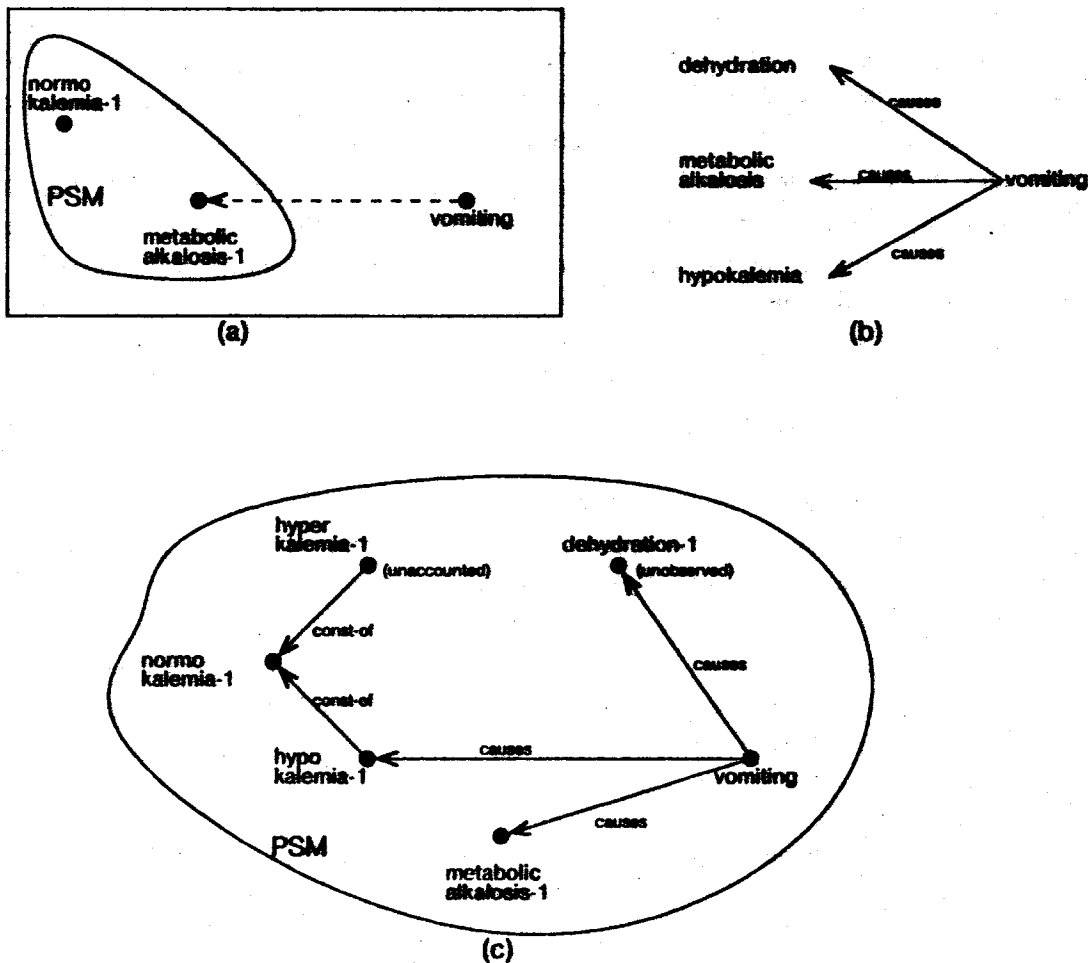 normo
kalemia-1
PSM
metabolic
alkalosis-1
vomiting
(a)
dehydration
causes
metabolic
alkalosis
causes
vomiting
hypokalemia
causes
(b)
hyper
kalemia-1
(unaccounted)
dehydration-1
(unobserved)
const-of
normo
kalemia-1
causes
const-of
hypo
kalemia-1
causes
vomiting
causes
PSM
metabolic
alkalosis-1
(c)